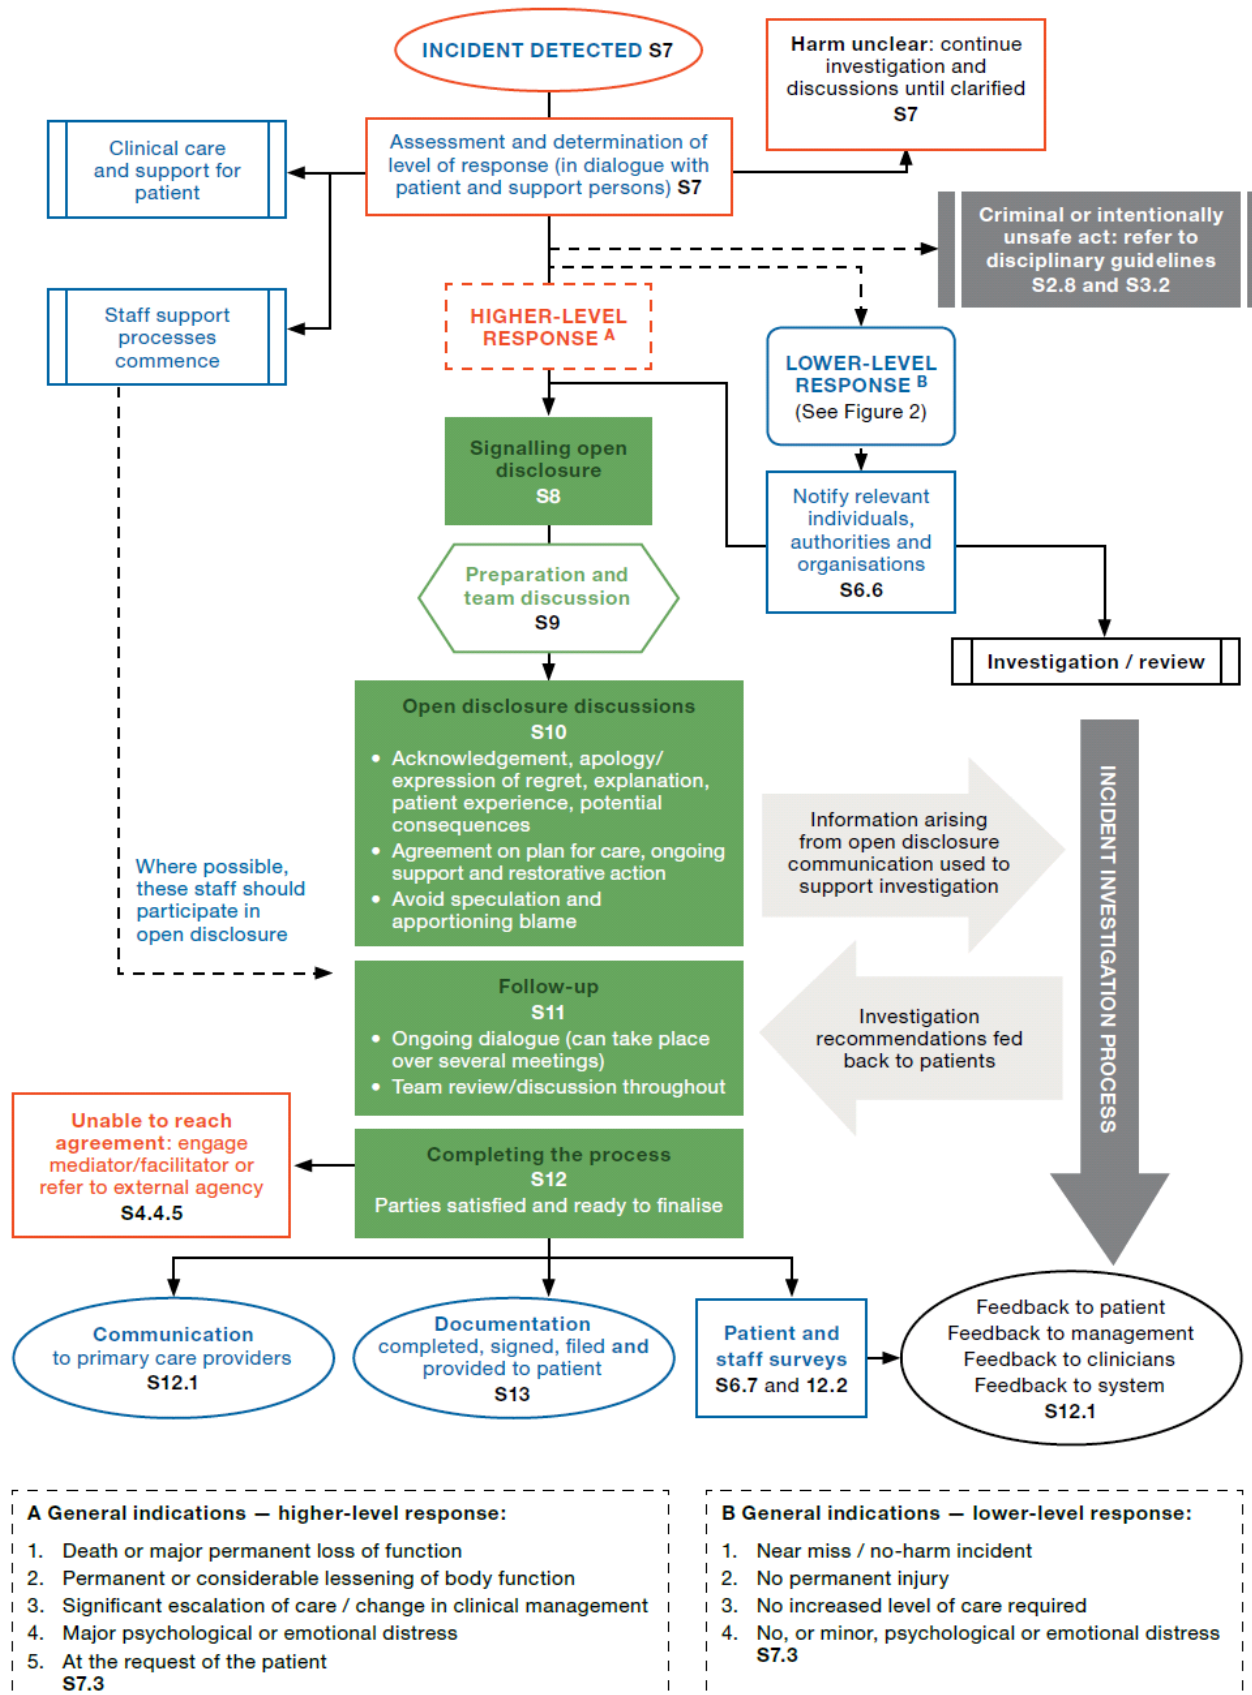 INCIDENT DETECTED S7
Harm unclear: continue
investigation and
discussions until clarified
S7
Clinical care
and support for
patient
Assessment and determination of
level of response (in dialogue with
patient and support persons) S7
Criminal or intentionally
unsafe act: refer to
disciplinary guidelines
S2.8 and S3.2
Staff support
processes
commence
HIGHER-LEVEL
RESPONSE A
LOWER-LEVEL
RESPONSE B
(See Figure 2)
Signalling open
disclosure
S8
Notify relevant
individuals,
authorities and
organisations
S6.6
Preparation and
team discussion
S9
Investigation / review
Open disclosure discussions
S10
• Acknowledgement, apology/
expression of regret, explanation,
patient experience, potential
consequences
• Agreement on plan for care, ongoing
support and restorative action
• Avoid speculation and
apportioning blame
Where possible,
these staff should
participate in
open disclosure
Information arising
from open disclosure
communication used to
support investigation
INCIDENT INVESTIGATION PROCESS
Follow-up
S11
• Ongoing dialogue (can take place
over several meetings)
• Team review/discussion throughout
Investigation
recommendations fed
back to patients
Unable to reach
agreement: engage
mediator/facilitator or
refer to external agency
S4.4.5
Completing the process
S12
Parties satisfied and ready to finalise
Communication
to primary care providers
S12.1
Documentation
completed, signed, filed and
provided to patient
S13
Patient and
staff surveys
S6.7 and 12.2
Feedback to patient
Feedback to management
Feedback to clinicians
Feedback to system
S12.1
A General indications — higher-level response:
1. Death or major permanent loss of function
2. Permanent or considerable lessening of body function
3. Significant escalation of care / change in clinical management
4. Major psychological or emotional distress
5. At the request of the patient
S7.3
B General indications — lower-level response:
1. Near miss / no-harm incident
2. No permanent injury
3. No increased level of care required
4. No, or minor, psychological or emotional distress
S7.3